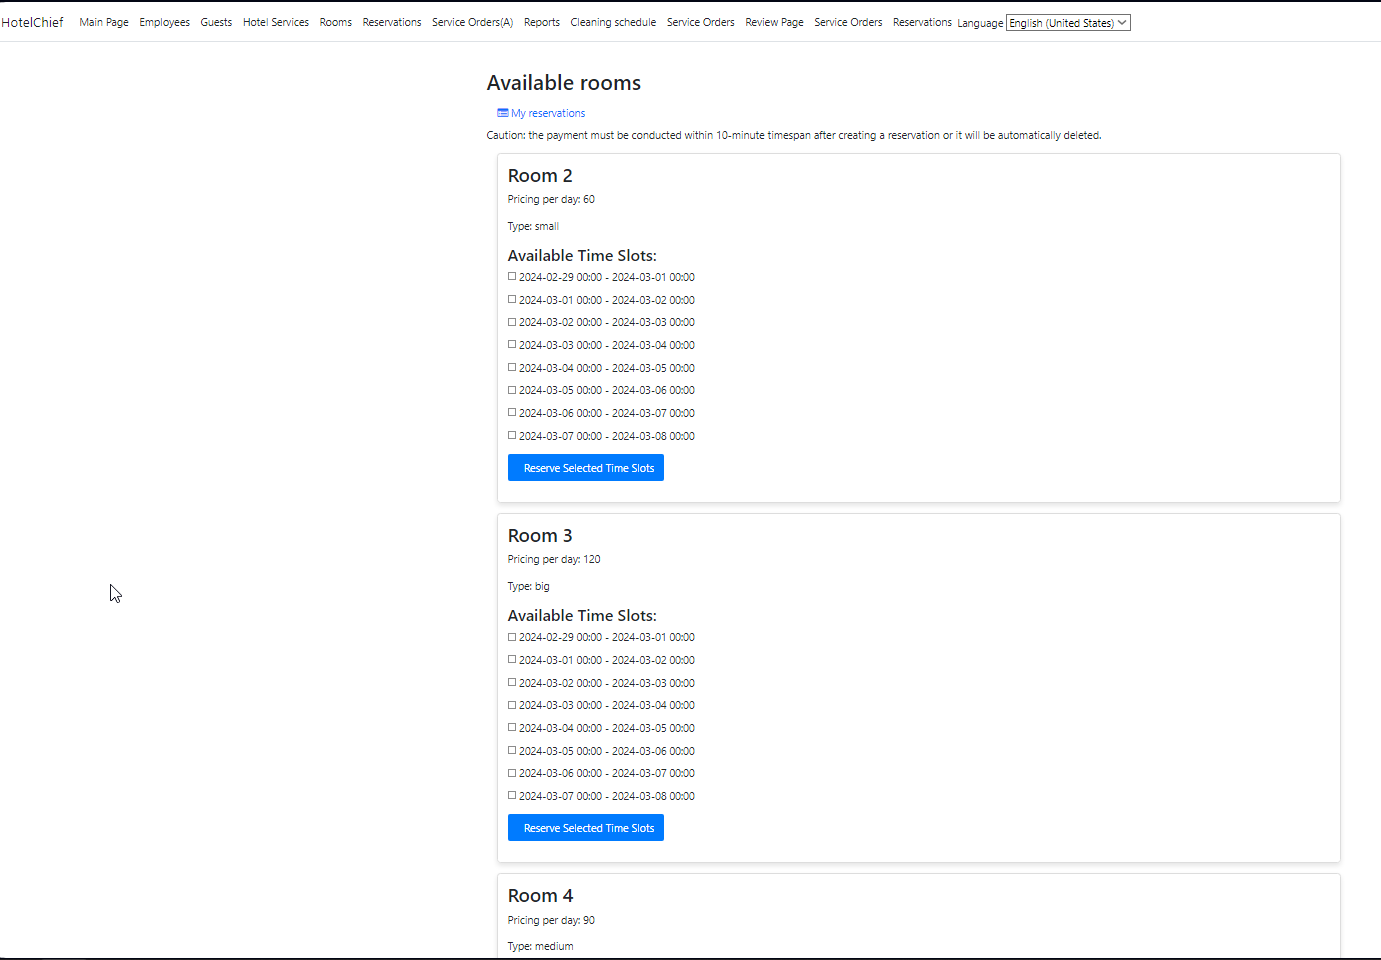 HotelChief Main Page Employees Guests Hotel Services Rooms Reservations Service Orders(A) Reports Cleaning schedule Service Orders Review Page Service Orders Reservations Language English (United States)
Available rooms
My reservations
Caution: the payment must be conducted within 10-minute timespan after creating a reservation or it will be automatically deleted.
Room 2
Pricing per day: 60
Type: small
Available Time Slots:
2024-02-29 00:00 - 2024-03-01 00:00
2024-03-01 00:00 - 2024-03-02 00:00
2024-03-02 00:00 - 2024-03-03 00:00
2024-03-03 00:00 - 2024-03-04 00:00
2024-03-04 00:00 - 2024-03-05 00:00
2024-03-05 00:00 - 2024-03-06 00:00
2024-03-06 00:00 - 2024-03-07 00:00
2024-03-07 00:00 - 2024-03-08 00:00
Reserve Selected Time Slots
Room 3
Pricing per day: 120
Type: big
Available Time Slots:
2024-02-29 00:00 - 2024-03-01 00:00
2024-03-01 00:00 - 2024-03-02 00:00
2024-03-02 00:00 - 2024-03-03 00:00
2024-03-03 00:00 - 2024-03-04 00:00
2024-03-04 00:00 - 2024-03-05 00:00
2024-03-05 00:00 - 2024-03-06 00:00
2024-03-06 00:00 - 2024-03-07 00:00
2024-03-07 00:00 - 2024-03-08 00:00
Reserve Selected Time Slots
Room 4
Pricing per day: 90
Type: medium